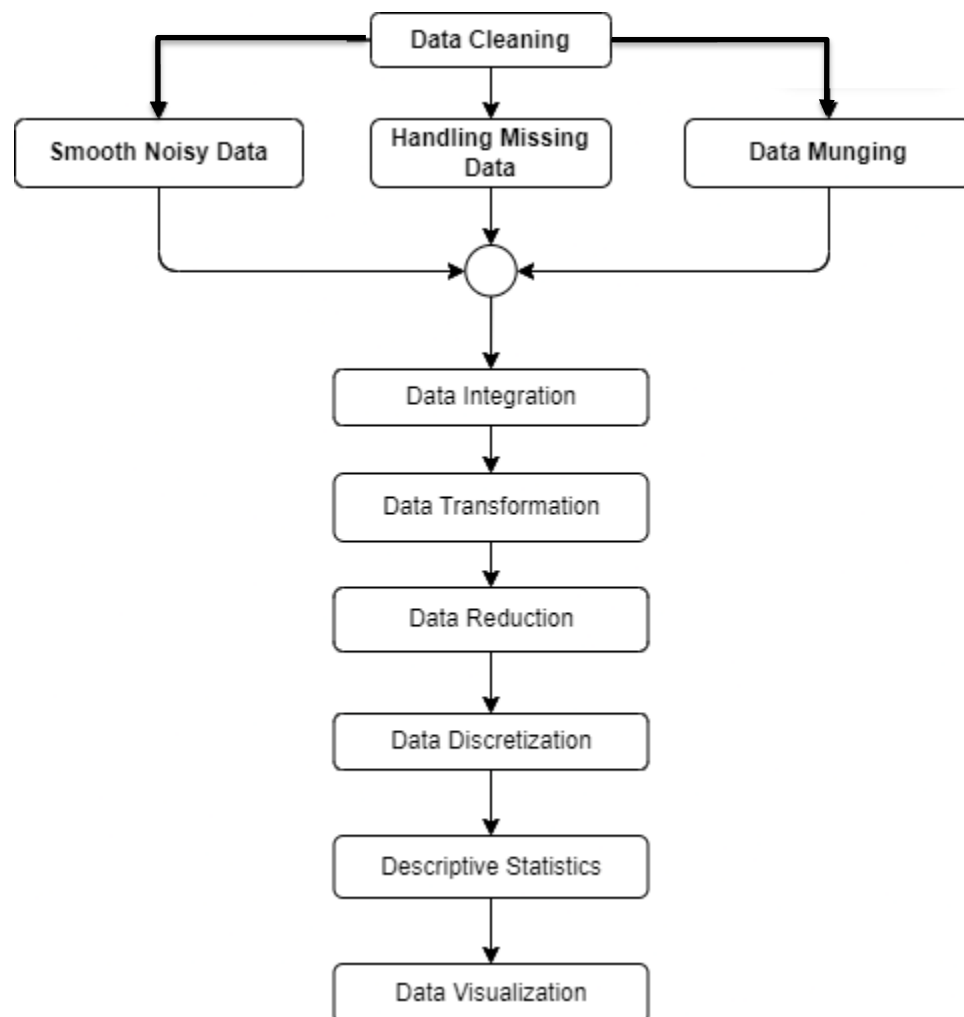 Data Cleaning
Smooth Noisy Data
Handling Missing
Data
Data Munging
Data Integration
Data Transformation
Data Reduction
Data Discretization
Descriptive Statistics
Data Visualization